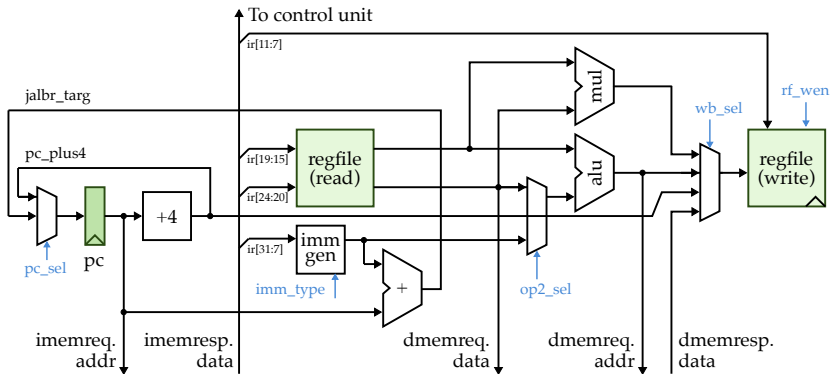 To control unit
ir[11:7]
mul
rf_wen
wb_sel
jalbr_targ
pc_plus4
ir[19:15]
ir[24:20]
regfile
(read)
alu
regfile
(write)
+4
pc
pc_sel
ir[31:7]
imm
gen
imm_type
+
op2_sel
imemreq.
addr
imemresp.
data
dmemreq.
data
dmemreq.
addr
dmemresp.
data